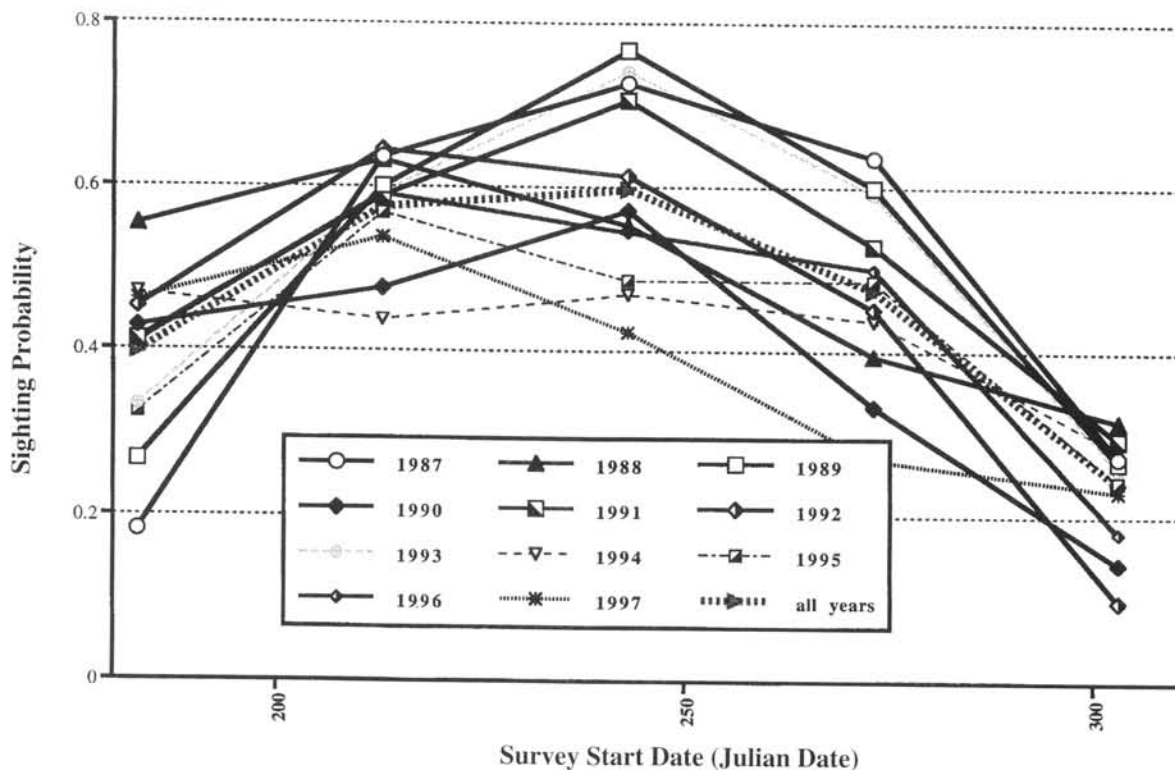 0.8
0.6
0.4
0.2
0
Sighting Probability
1987 1988 1989
1990 1991 1992
1993 1994 1995
1996 1997 all years
200 250 300
Survey Start Date (Julian Date)